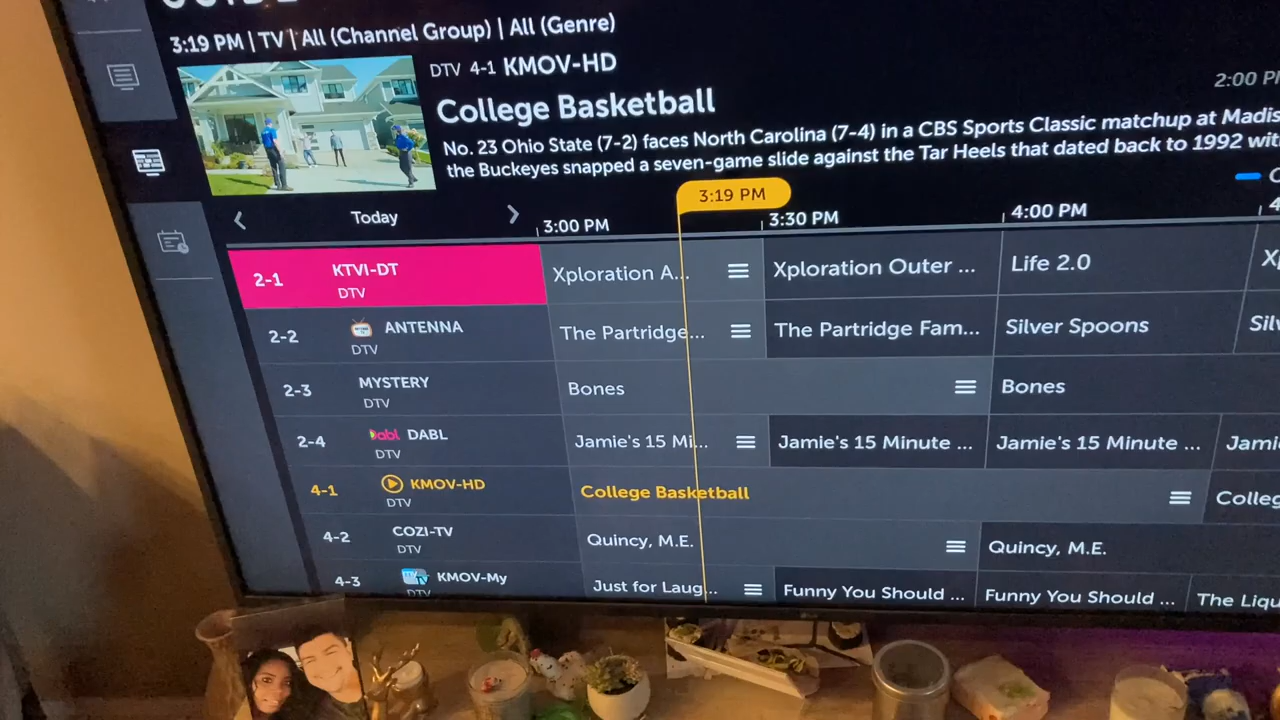 3:19 PM | TV | All (Channel Group) | All (Genre)
DTV 4-1 KMOV-HD
2:00
College Basketball
No. 23 Ohio State (7-2) faces North Carolina (7-4) in a CBS Sports Classic matchup at
the Buckeyes snapped a seven-game slide against the Tar Heels that dated back to 1992
Today
3:19 PM
3:00 PM
3:30 PM
4:00 PM
2-1 KTVI-DT
DTV
Xploration A... Xploration Outer ... Life 2.0
2-2 ANTENNA
DTV
The Partridge... The Partridge Fam... Silver Spoons
2-3 MYSTERY
DTV
Bones Bones
2-4 Dabl DABL
DTV
Jamie's 15 Mi... Jamie's 15 Minute ... Jamie's 15 Minute ...
4-1 KMOV-HD
DTV
College Basketball
4-2 COZI-TV
DTV
Quincy, M.E. Quincy, M.E.
4-3 KMOV-My
DTV
Just for Laug... Funny You Should ... Funny You Should ... The